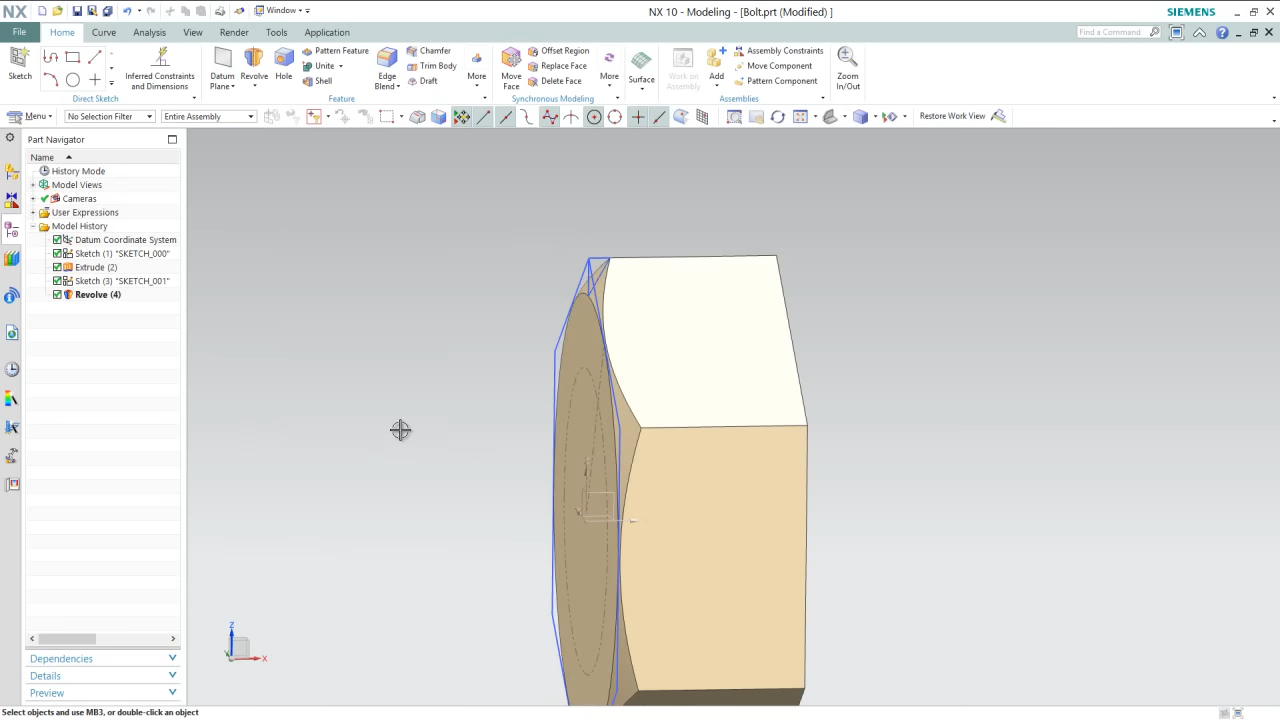 NX
Window
NX 10 - Modeling - [Bolt.prt (Modified) ]
SIEMENS
File
Home
Curve
Analysis
View
Render
Tools
Application
Find a Command
Sketch
Inferred Constraints
and Dimensions
Direct Sketch
Datum
Plane
Revolve
Hole
Pattern Feature
Unite
Shell
Edge
Blend
Chamfer
Trim Body
Draft
More
Feature
Move
Face
Offset Region
Replace Face
Delete Face
More
Synchronous Modeling
Surface
Work on
Assembly
Add
Assembly Constraints
Move Component
Pattern Component
Assemblies
Zoom
In/Out
Menu
No Selection Filter
Entire Assembly
Restore Work View
Part Navigator
Name
History Mode
Model Views
Cameras
User Expressions
Model History
Datum Coordinate System
Sketch (1) "SKETCH_000"
Extrude (2)
Sketch (3) "SKETCH_001"
Revolve (4)
Z
X
Dependencies
Details
Preview
Select objects and use MB3, or double-click an object